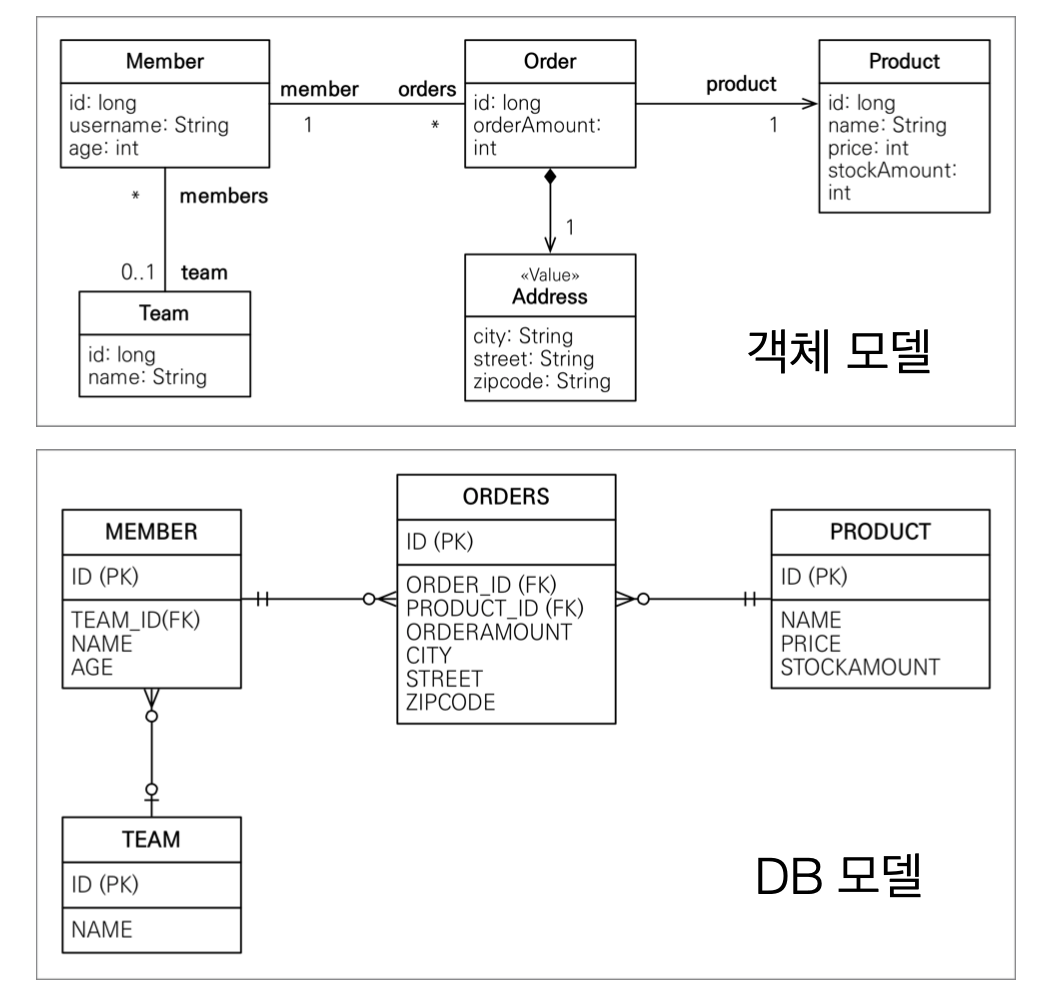 Member
id: long
username: String
age: int
member
orders
1
*
Order
id: long
orderAmount:
int
product
1
Product
id: long
name: String
price: int
stockAmount:
int
*
members
0..1
team
Team
id: long
name: String
1
«Value»
Address
city: String
street: String
zipcode: String
객체 모델
MEMBER
ID (PK)
TEAM_ID(FK)
NAME
AGE
ORDERS
ID (PK)
ORDER_ID (FK)
PRODUCT_ID (FK)
ORDERAMOUNT
CITY
STREET
ZIPCODE
PRODUCT
ID (PK)
NAME
PRICE
STOCKAMOUNT
TEAM
ID (PK)
NAME
DB 모델